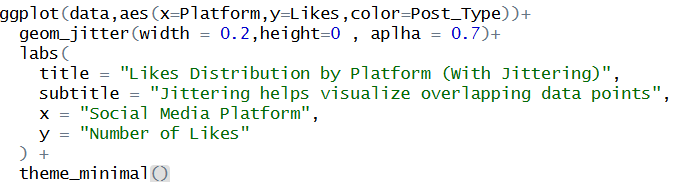 ggplot(data,aes(x=Platform,y=Likes,color=Post_Type))+
  geom_jitter(width = 0.2,height=0 , aplha = 0.7)+
  labs(
    title = "Likes Distribution by Platform (With Jittering)",
    subtitle = "Jittering helps visualize overlapping data points",
    x = "Social Media Platform",
    y = "Number of Likes"
  ) +
  theme_minimal()